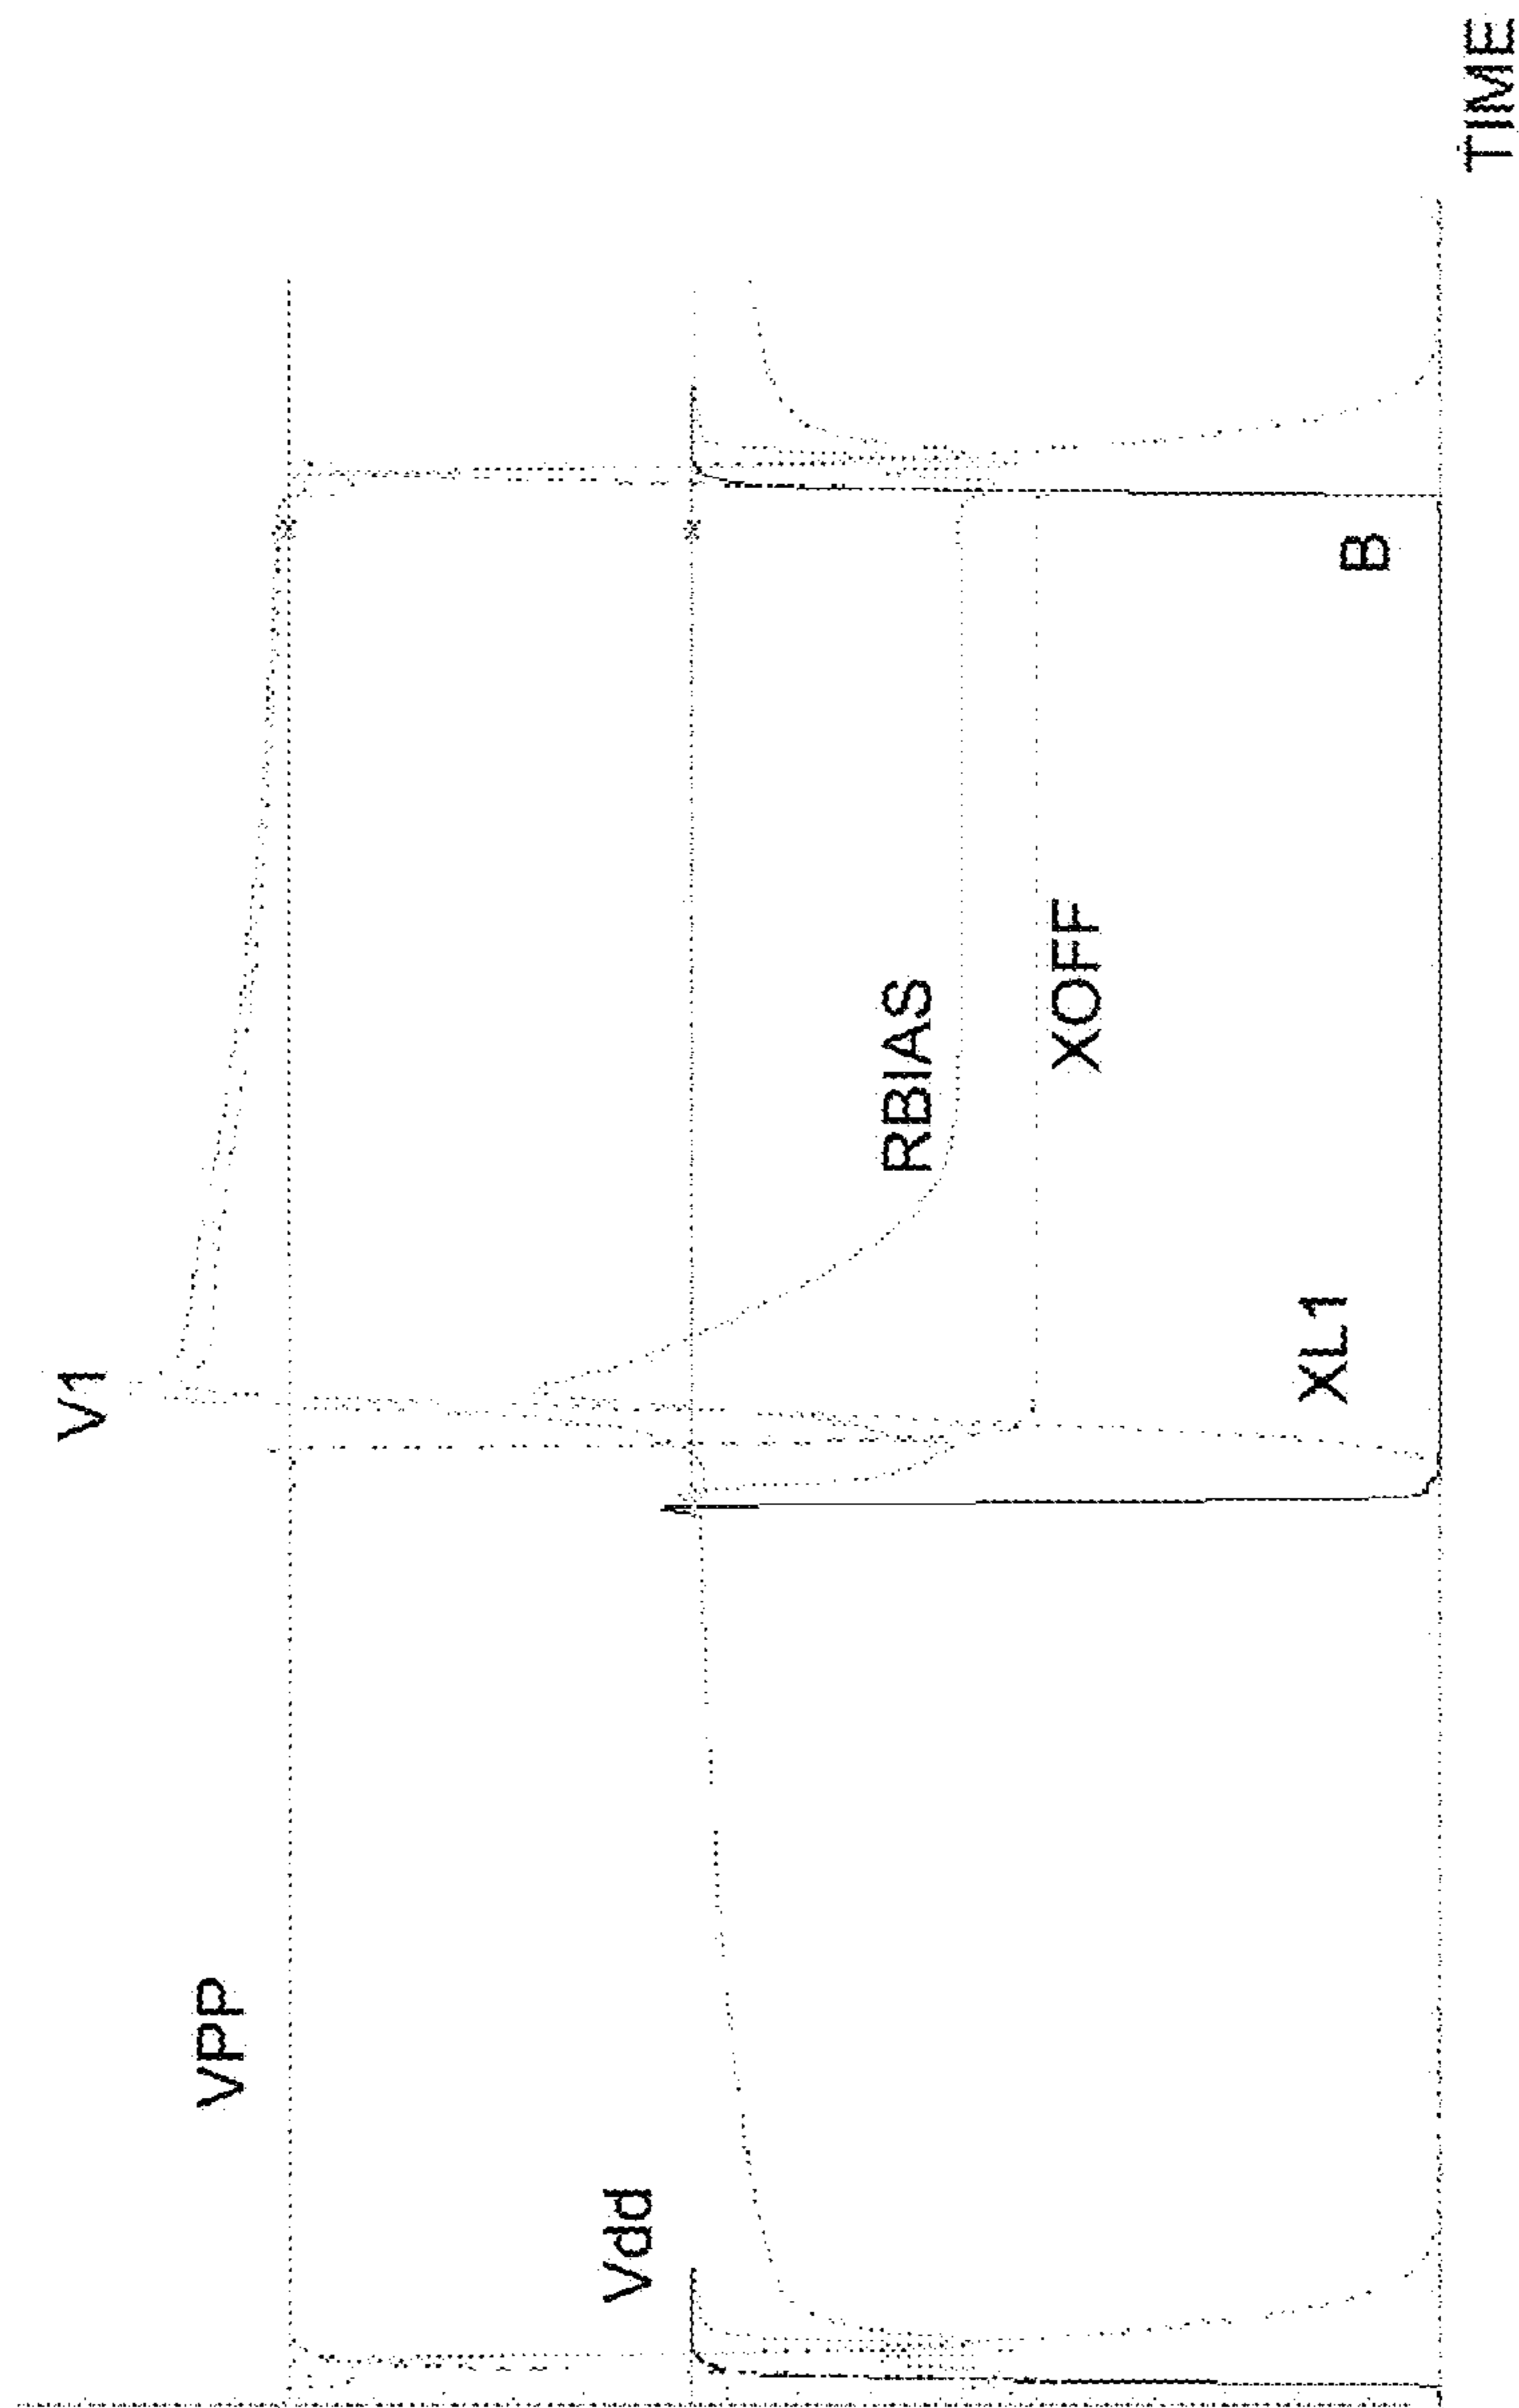 V1
VPP
Vdd
RBIAS
XOFF
XL1
B
TIME